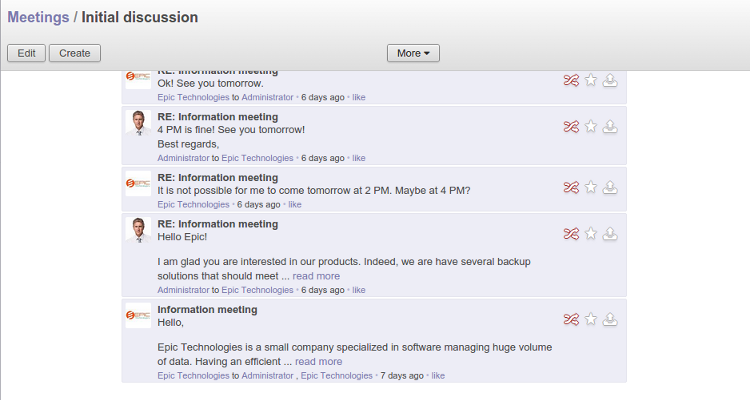 Meetings / Initial discussion
Edit Create More
RE: Information meeting
EPIC Ok! See you tomorrow.
Epic Technologies to Administrator • 6 days ago • like
RE: Information meeting
4 PM is fine! See you tomorrow!
Best regards,
Administrator to Epic Technologies • 6 days ago • like
RE: Information meeting
EPIC It is not possible for me to come tomorrow at 2 PM. Maybe at 4 PM?
Epic Technologies • 6 days ago • like
RE: Information meeting
Hello Epic!
I am glad you are interested in our products. Indeed, we are have several backup
solutions that should meet ... read more
Administrator to Epic Technologies • 6 days ago • like
Information meeting
EPIC Hello,
Epic Technologies is a small company specialized in software managing huge volume
of data. Having an efficient ... read more
Epic Technologies to Administrator , Epic Technologies • 7 days ago • like